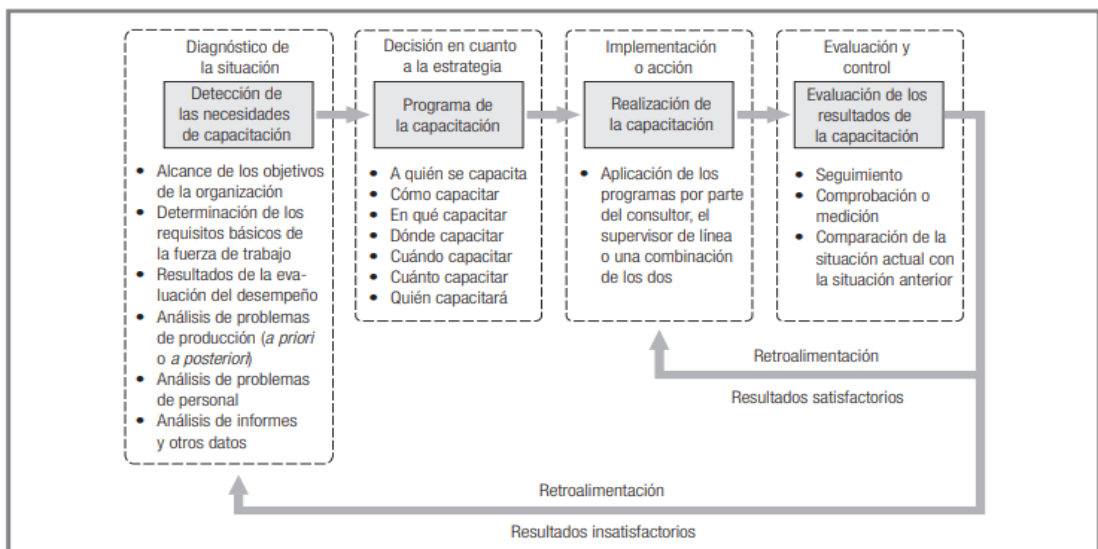 Diagnóstico de
la situación
Detección de
las necesidades
de capacitación
• Alcance de los objetivos
de la organización
• Determinación de los
requisitos básicos de
la fuerza de trabajo
• Resultados de la eva-
luación del desempeño
• Análisis de problemas
de producción (a priori
o a posteriori)
• Análisis de problemas
de personal
• Análisis de informes
y otros datos
Decisión en cuanto
a la estrategia
Programa de
la capacitación
• A quién se capacita
• Cómo capacitar
• En qué capacitar
• Dónde capacitar
• Cuándo capacitar
• Cuánto capacitar
• Quién capacitará
Implementación
o acción
Realización de
la capacitación
• Aplicación de los
programas por parte
del consultor, el
supervisor de línea
o una combinación
de los dos
Evaluación y
control
Evaluación de los
resultados de
la capacitación
• Seguimiento
• Comprobación o
medición
• Comparación de la
situación actual con
la situación anterior
Retroalimentación
Resultados satisfactorios
Retroalimentación
Resultados insatisfactorios